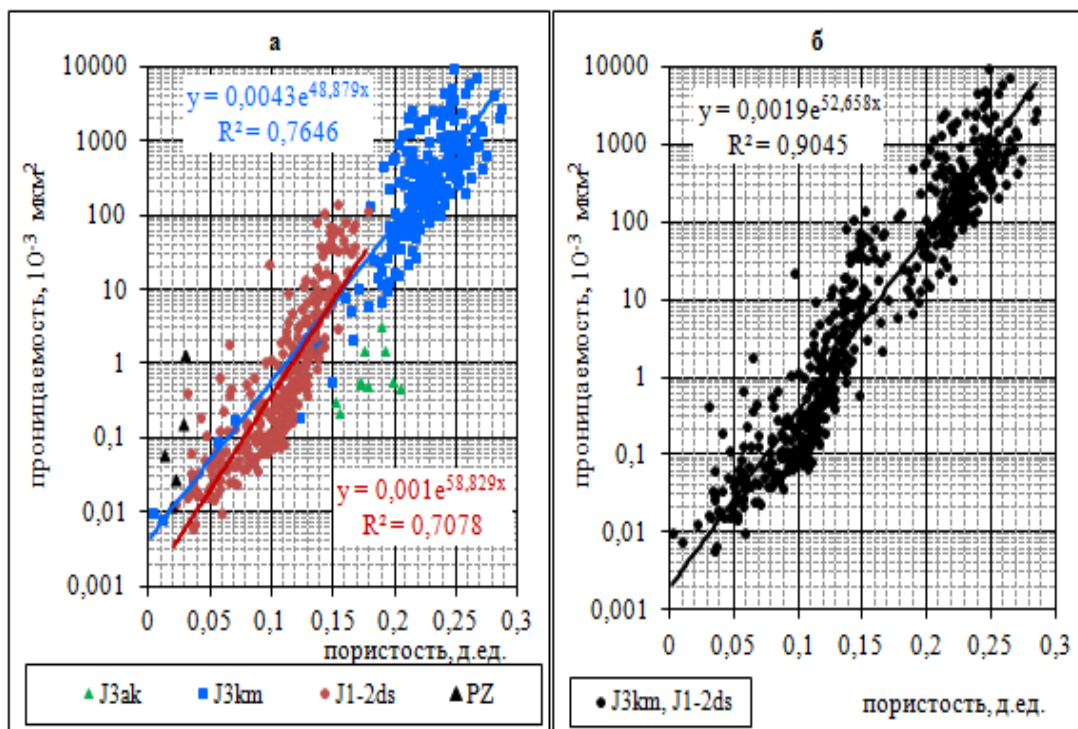 а
10000
1000
100
10
1
0,1
0,01
0,001
проницаемость, 10⁻³ мкм²
y = 0,0043e^48,879x
R² = 0,7646
y = 0,001e^58,829x
R² = 0,7078
0 0,05 0,1 0,15 0,2 0,25 0,3
пористость, д.ед.
J3ak J3km J1-2ds PZ
б
10000
1000
100
10
1
0,1
0,01
0,001
проницаемость, 10⁻³ мкм²
y = 0,0019e^52,658x
R² = 0,9045
0 0,05 0,1 0,15 0,2 0,25 0,3
J3km, J1-2ds
пористость, д.ед.